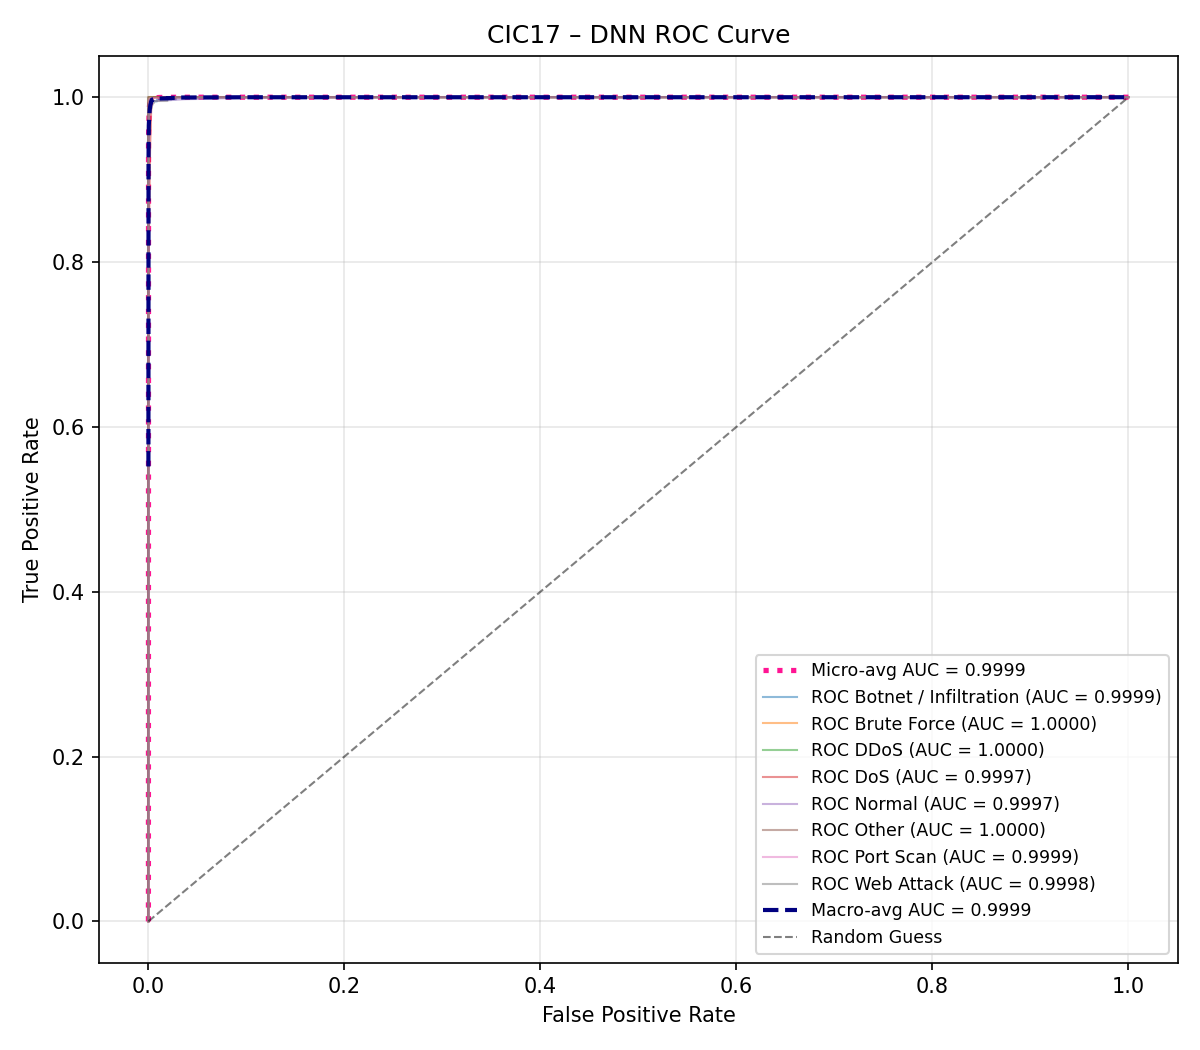 CIC17 – DNN ROC Curve
1.0
0.8
0.6
0.4
0.2
0.0
True Positive Rate
Micro-avg AUC = 0.9999
ROC Botnet / Infiltration (AUC = 0.9999)
ROC Brute Force (AUC = 1.0000)
ROC DDoS (AUC = 1.0000)
ROC DoS (AUC = 0.9997)
ROC Normal (AUC = 0.9997)
ROC Other (AUC = 1.0000)
ROC Port Scan (AUC = 0.9999)
ROC Web Attack (AUC = 0.9998)
Macro-avg AUC = 0.9999
Random Guess
0.0 0.2 0.4 0.6 0.8 1.0
False Positive Rate